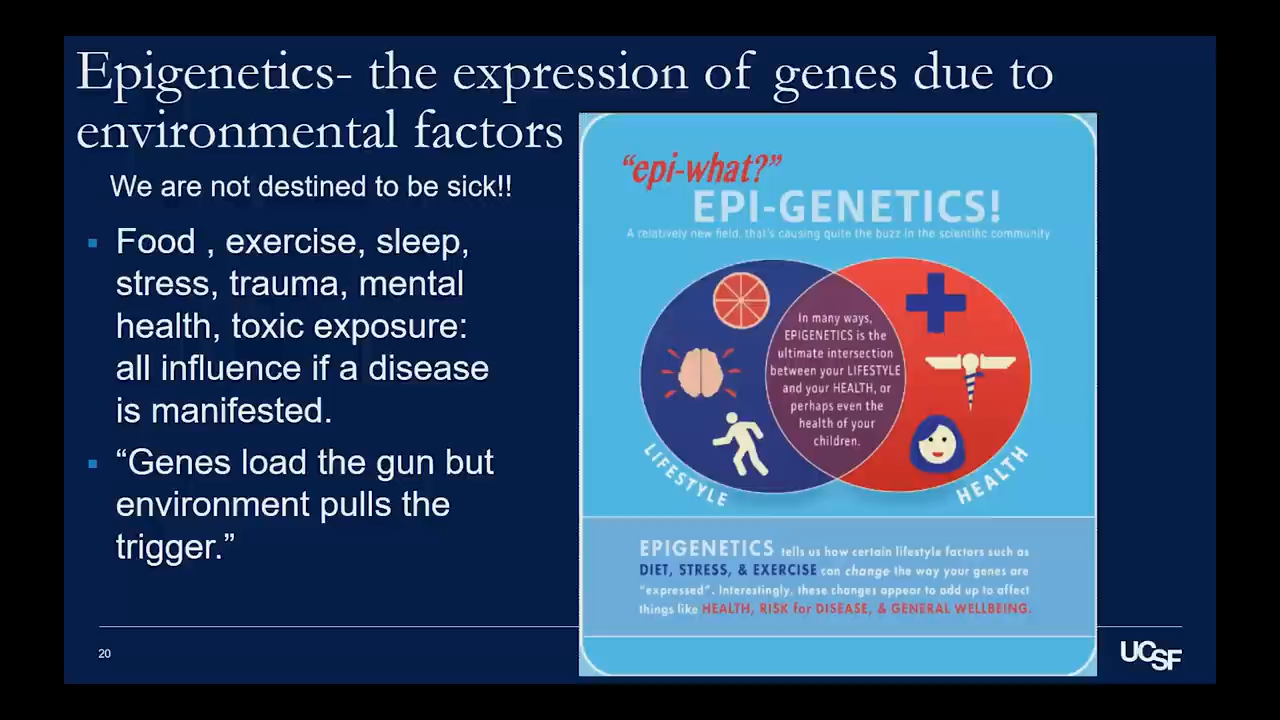 Epigenetics- the expression of genes due to
environmental factors
We are not destined to be sick!!
Food , exercise, sleep,
stress, trauma, mental
health, toxic exposure:
all influence if a disease
is manifested.
“Genes load the gun but
environment pulls the
trigger.”
“epi-what?”
EPI-GENETICS!
A relatively new field, that's causing quite the buzz in the scientific community
In many ways,
EPIGENETICS is the
ultimate intersection
between your LIFESTYLE
and your HEALTH, or
perhaps even the
health of your
children.
LIFESTYLE
HEALTH
EPIGENETICS tells us how certain lifestyle factors such as
DIET, STRESS, & EXERCISE can change the way your genes are
“expressed”. Interestingly, these changes appear to add up to affect
things like HEALTH, RISK for DISEASE, & GENERAL WELLBEING.
20
UCSF